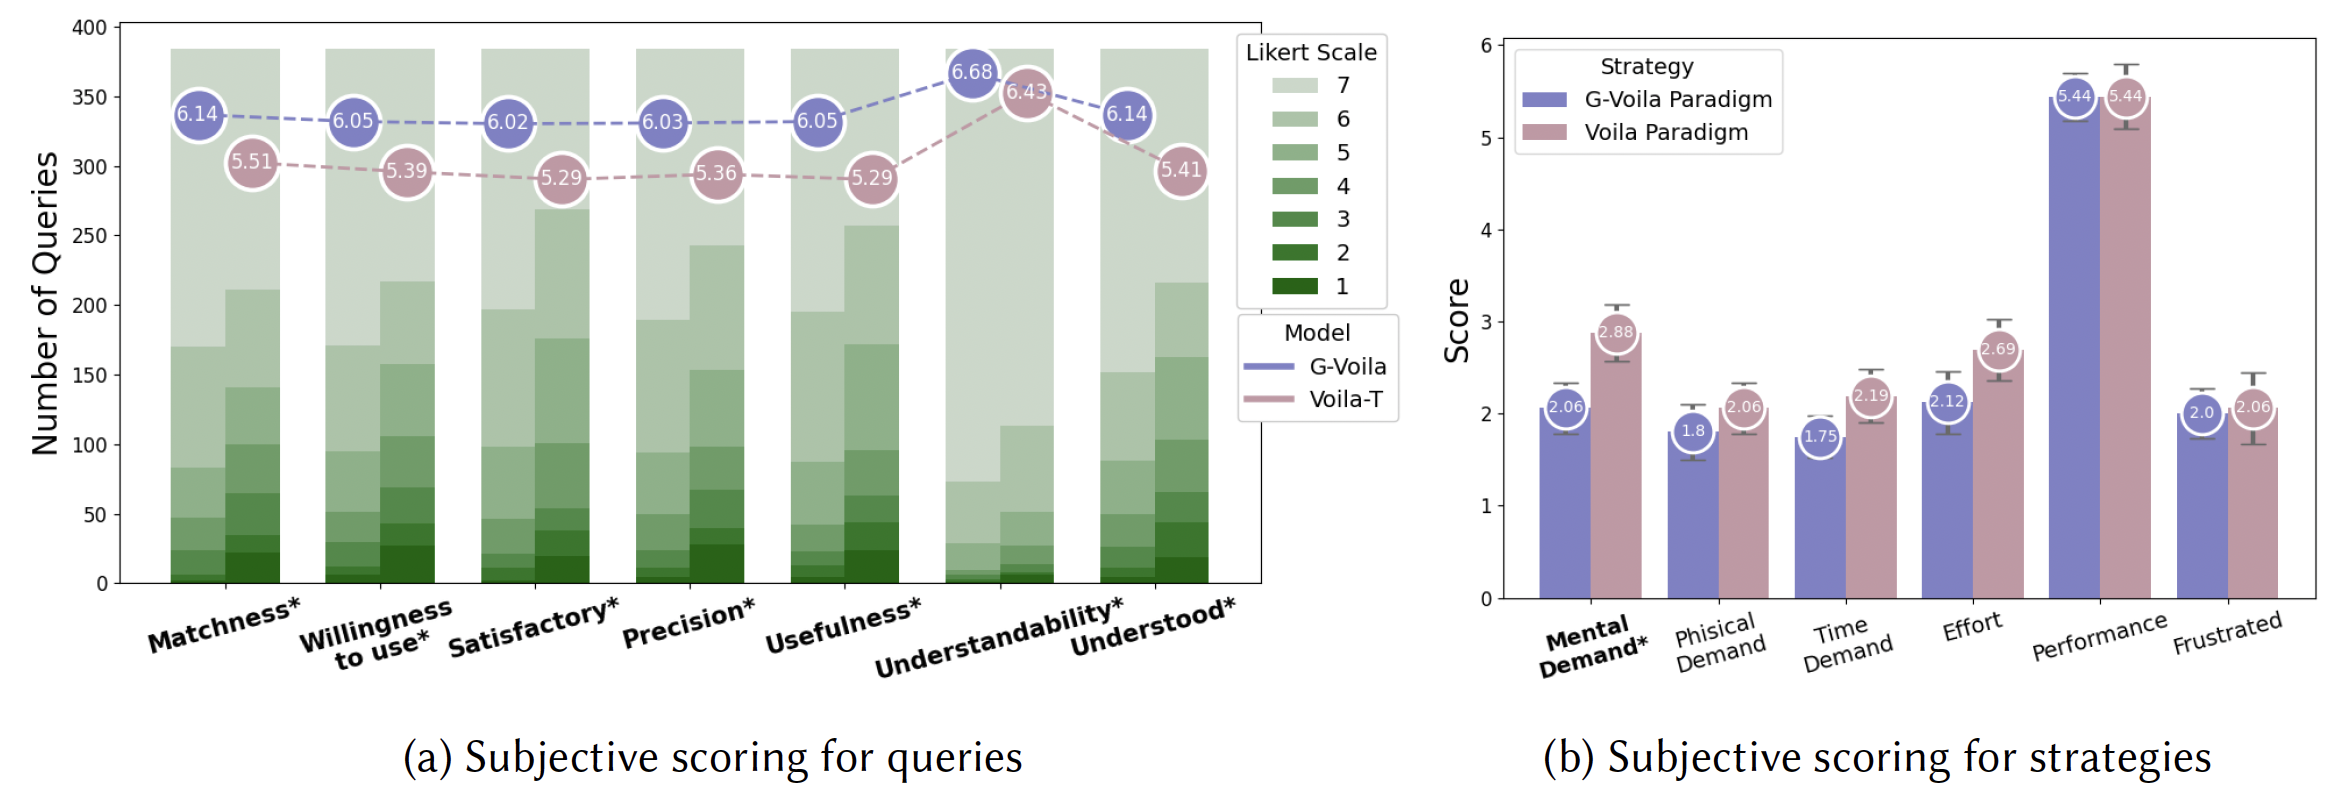 400
350
300
250
200
150
100
50
0
Number of Queries
6.14
6.05
6.02
6.03
6.05
6.68
6.14
5.51
5.39
5.29
5.36
5.29
6.43
5.41
Likert Scale
7
6
5
4
3
2
1
Model
G-Voila
Voila-T
Matchness*
Willingness
to use*
Satisfactory*
Precision*
Usefulness*
Understandability*
Understood*
(a) Subjective scoring for queries
6
5
4
3
2
1
0
Score
Strategy
G-Voila Paradigm
Voila Paradigm
2.06
2.88
1.8
2.06
1.75
2.19
2.12
2.69
5.44
5.44
2.0
2.06
Mental
Demand*
Phisical
Demand
Time
Demand
Effort
Performance
Frustrated
(b) Subjective scoring for strategies